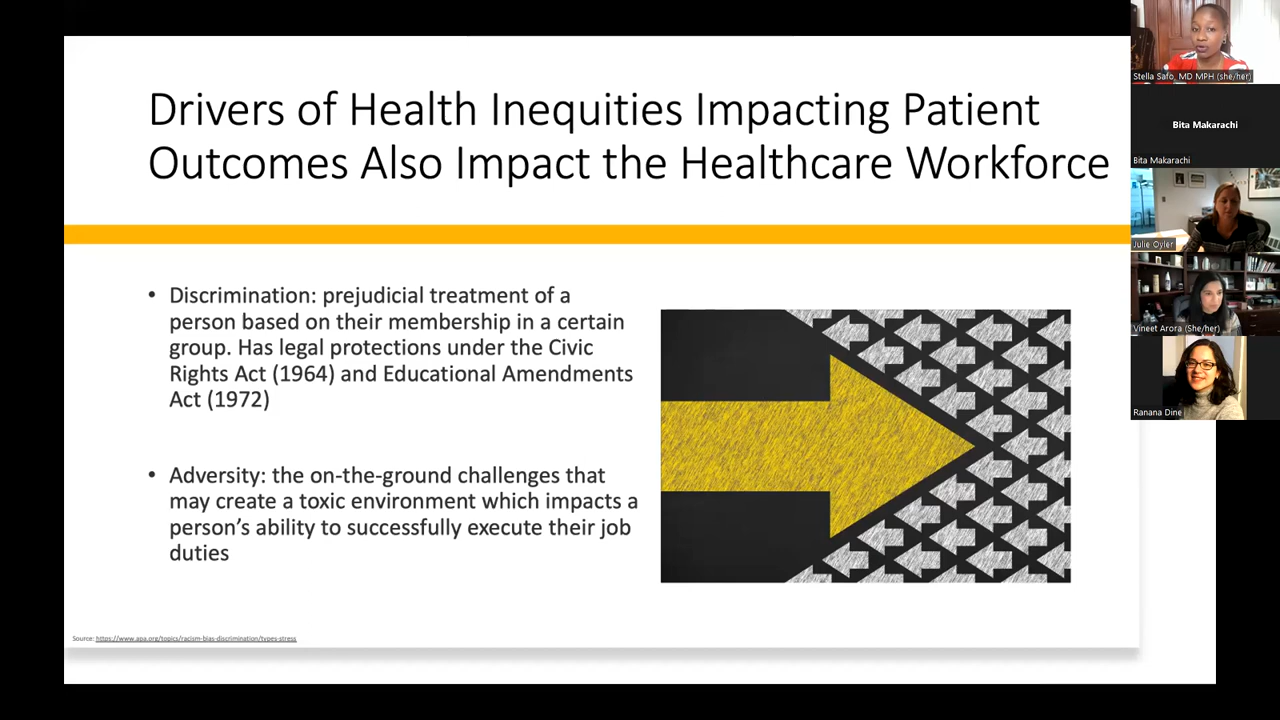 Drivers of Health Inequities Impacting Patient
Outcomes Also Impact the Healthcare Workforce
• Discrimination: prejudicial treatment of a
person based on their membership in a certain
group. Has legal protections under the Civic
Rights Act (1964) and Educational Amendments
Act (1972)
• Adversity: the on-the-ground challenges that
may create a toxic environment which impacts a
person’s ability to successfully execute their job
duties
Source: https://www.apa.org/topics/racism-bias-discrimination/types-stress
Stella Safo, MD MPH (she/her)
Bita Makarachi
Bita Makarachi
Julie Oyler
Vineet Arora (She/her)
Ranana Dine